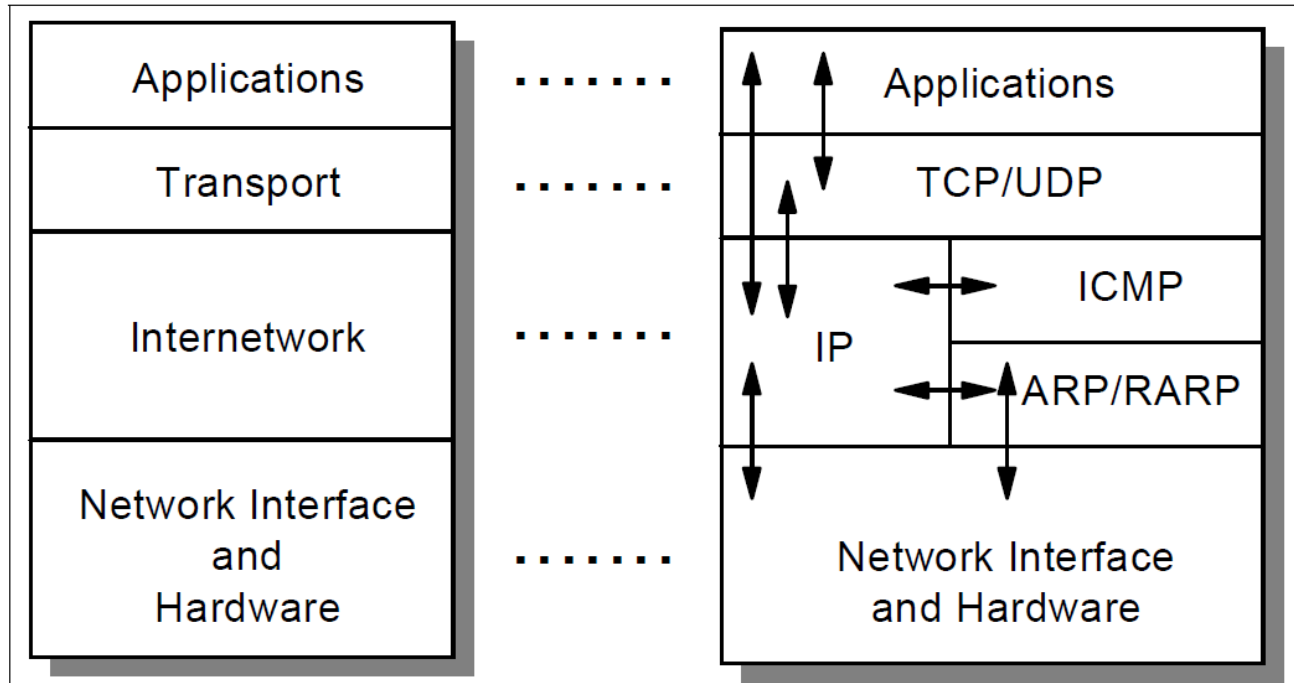 Applications
Transport
Internetwork
Network Interface
and
Hardware
Applications
TCP/UDP
ICMP
IP
ARP/RARP
Network Interface
and Hardware